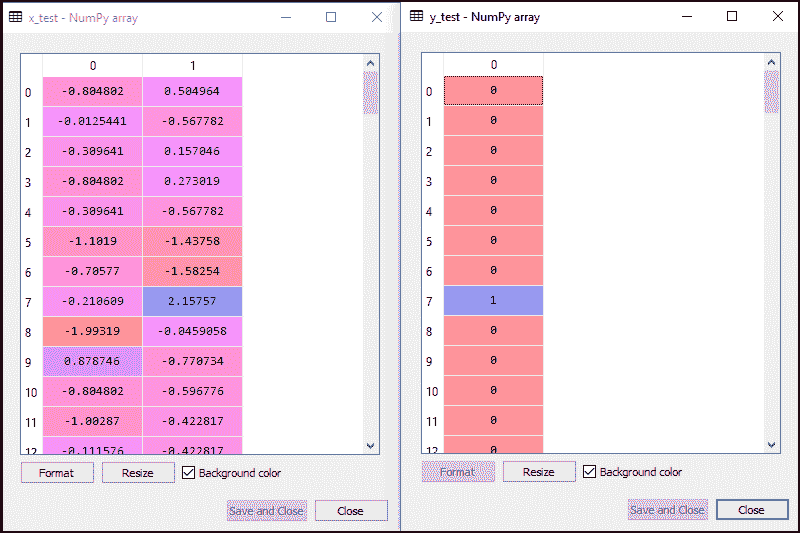 x_test - NumPy array
0 1
0 -0.804802 0.504964
1 -0.0125441 -0.567782
2 -0.309641 0.157046
3 -0.804802 0.273019
4 -0.309641 -0.567782
5 -1.1019 -1.43758
6 -0.70577 -1.58254
7 -0.210609 2.15757
8 -1.99319 -0.0459058
9 0.878746 -0.770734
10 -0.804802 -0.596776
11 -1.00287 -0.422817
12 -0.111576 -0.422817
Format Resize Background color
Save and Close Close
y_test - NumPy array
0
0 0
1 0
2 0
3 0
4 0
5 0
6 0
7 1
8 0
9 0
10 0
11 0
12 0
Format Resize Background color
Save and Close Close